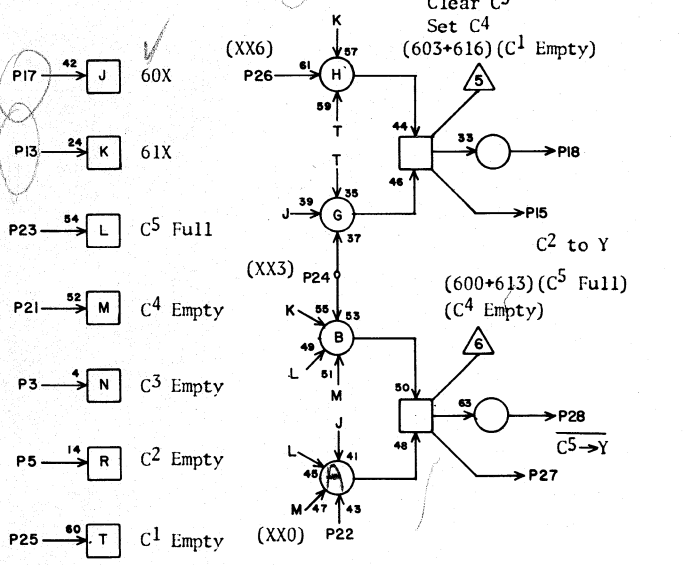 Clear C5
Set C4
(603+616)(C1 Empty)
K
(XX6)
57
P17 42 J 60X
P26 61 H
5
59
T
44
33
P18
P13 24 K 61X
T
46
35
J 39 G
P15
P23 54 L C5 Full
37
C2 to Y
(XX3) P24
(600+613)(C5 Full)
(C4 Empty)
P21 52 M C4 Empty
K 55 53
B
6
49
L 51
M
50
63
P28
C5→Y
P3 4 N C3 Empty
J
48
L 41
45
A
P27
P5 14 R C2 Empty
M 47 43
(XX0) P22
P25 60 T C1 Empty